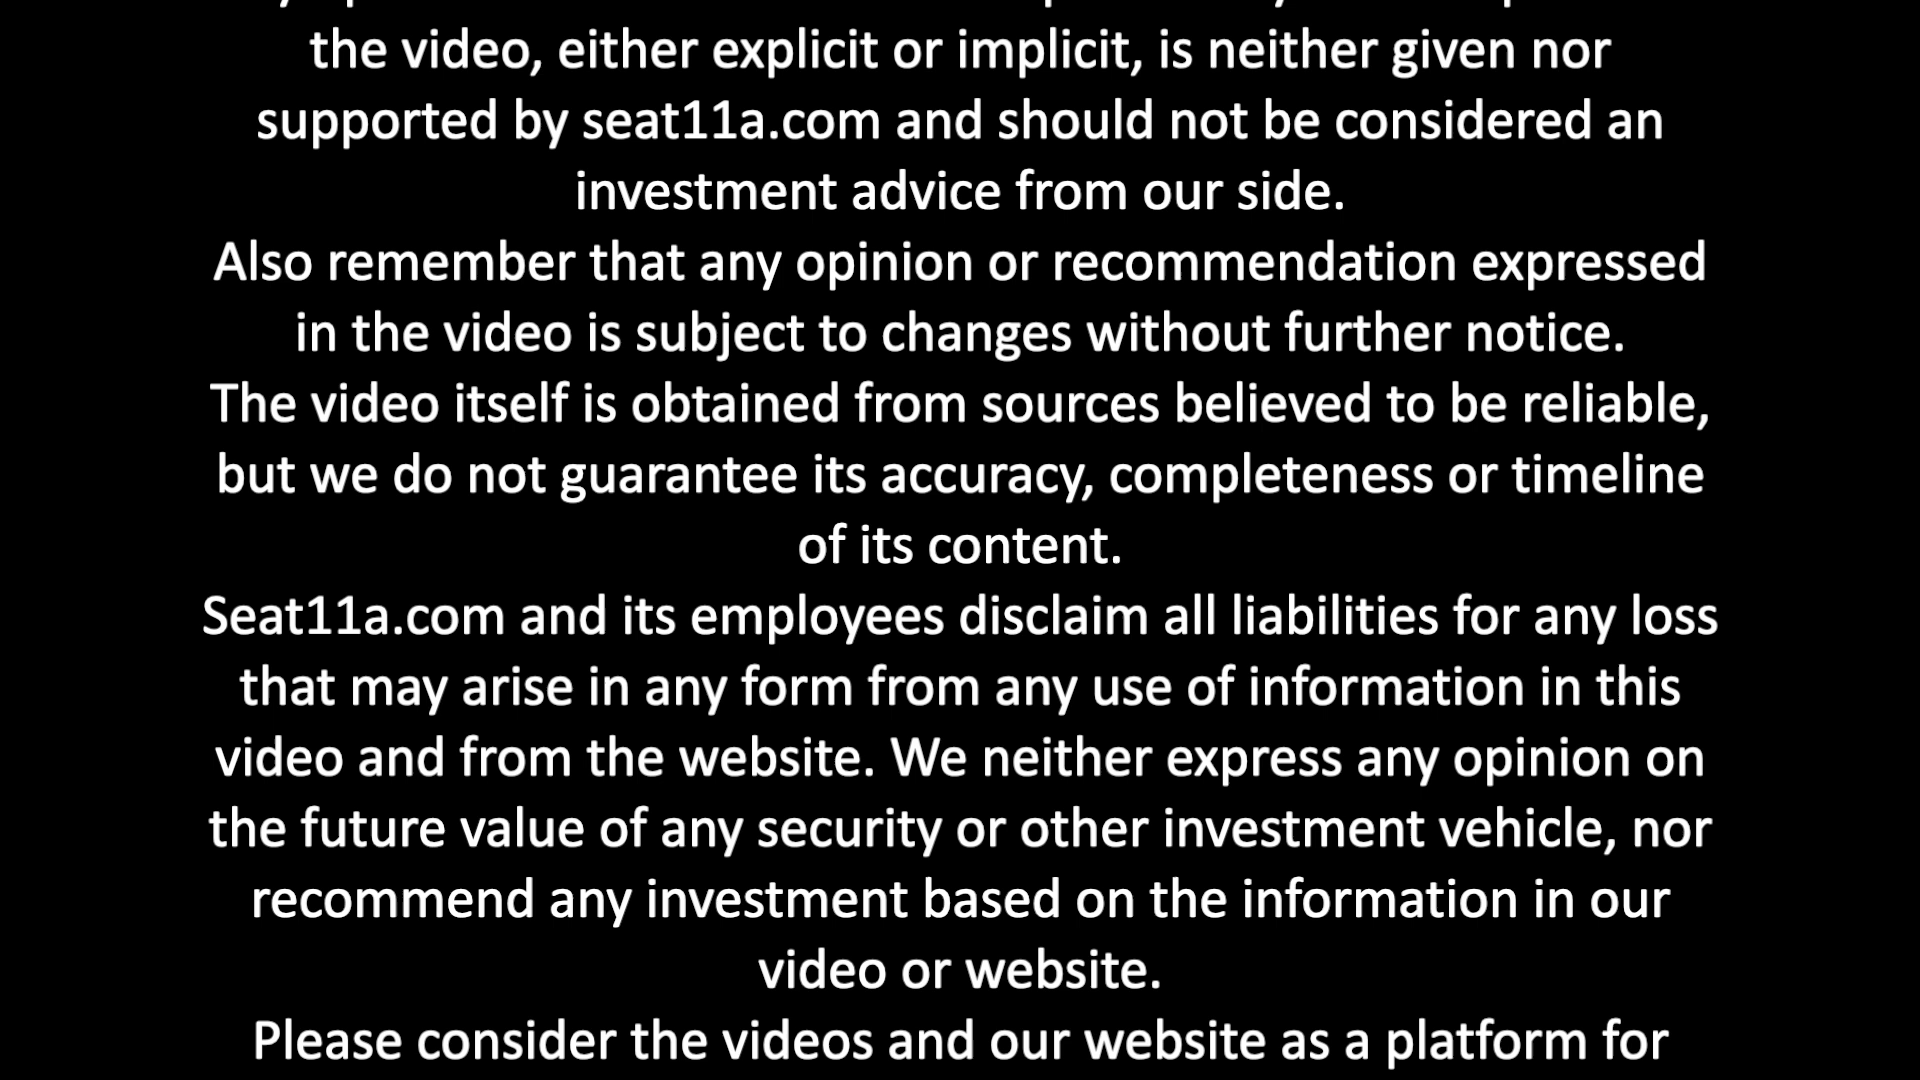 the video, either explicit or implicit, is neither given nor
supported by seat11a.com and should not be considered an
investment advice from our side.
Also remember that any opinion or recommendation expressed
in the video is subject to changes without further notice.
The video itself is obtained from sources believed to be reliable,
but we do not guarantee its accuracy, completeness or timeline
of its content.
Seat11a.com and its employees disclaim all liabilities for any loss
that may arise in any form from any use of information in this
video and from the website. We neither express any opinion on
the future value of any security or other investment vehicle, nor
recommend any investment based on the information in our
video or website.
Please consider the videos and our website as a platform for